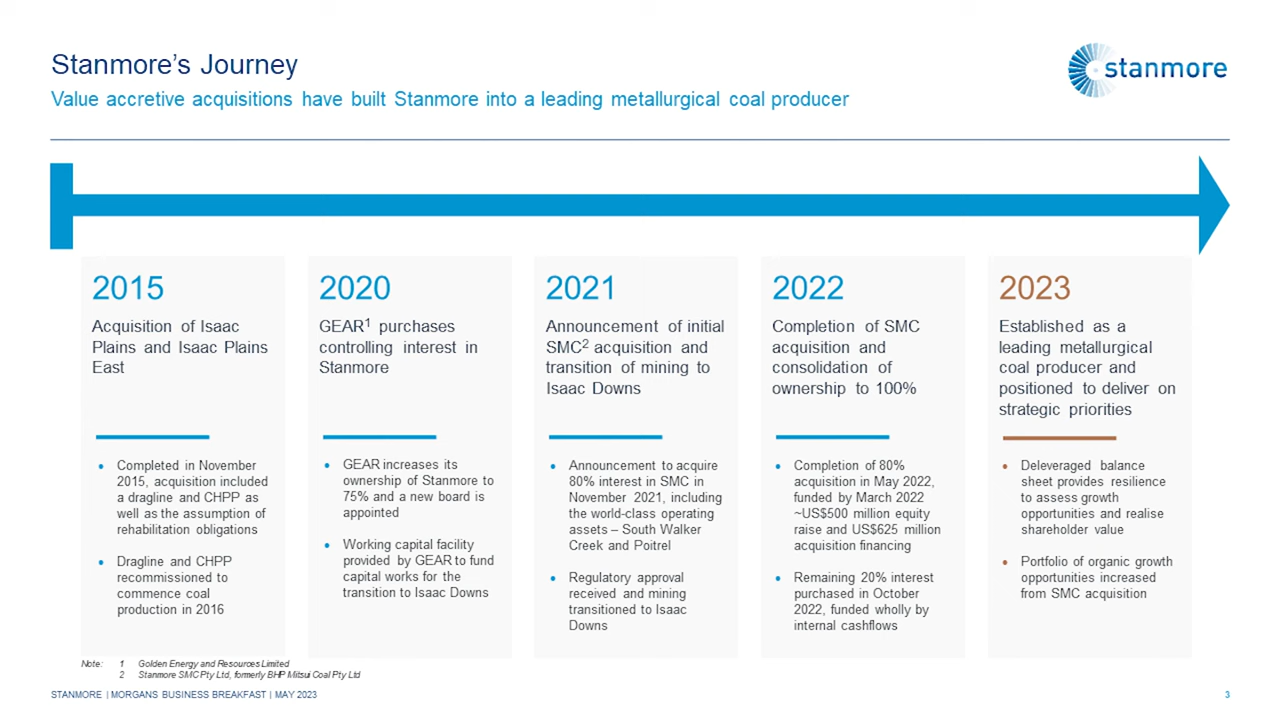 Stanmore’s Journey
Value accretive acquisitions have built Stanmore into a leading metallurgical coal producer
stanmore
2015
Acquisition of Isaac
Plains and Isaac Plains
East
• Completed in November
2015, acquisition included
a dragline and CHPP as
well as the assumption of
rehabilitation obligations
• Dragline and CHPP
recommissioned to
commence coal
production in 2016
2020
GEAR1 purchases
controlling interest in
Stanmore
• GEAR increases its
ownership of Stanmore to
75% and a new board is
appointed
• Working capital facility
provided by GEAR to fund
capital works for the
transition to Isaac Downs
2021
Announcement of initial
SMC2 acquisition and
transition of mining to
Isaac Downs
• Announcement to acquire
80% interest in SMC in
November 2021, including
the world-class operating
assets – South Walker
Creek and Poitrel
• Regulatory approval
received and mining
transitioned to Isaac
Downs
2022
Completion of SMC
acquisition and
consolidation of
ownership to 100%
• Completion of 80%
acquisition in May 2022,
funded by March 2022
~US$500 million equity
raise and US$625 million
acquisition financing
• Remaining 20% interest
purchased in October
2022, funded wholly by
internal cashflows
2023
Established as a
leading metallurgical
coal producer and
positioned to deliver on
strategic priorities
• Deleveraged balance
sheet provides resilience
to assess growth
opportunities and realise
shareholder value
• Portfolio of organic growth
opportunities increased
from SMC acquisition
Note: 1 Golden Energy and Resources Limited
2 Stanmore SMC Pty Ltd, formerly BHP Mitsui Coal Pty Ltd
STANMORE | MORGANS BUSINESS BREAKFAST | MAY 2023
3